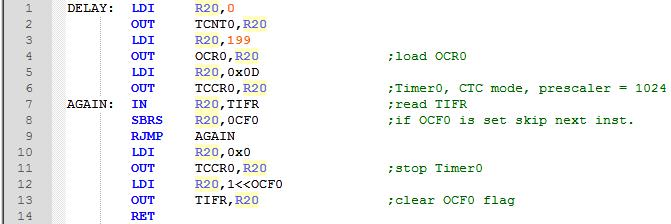 1 DELAY: LDI R20,0
2 OUT TCNT0,R20
3 LDI R20,199
4 OUT OCR0,R20 ;load OCR0
5 LDI R20,0x0D
6 OUT TCCR0,R20 ;Timer0, CTC mode, prescaler = 1024
7 AGAIN: IN R20,TIFR ;read TIFR
8 SBRS R20,OCF0 ;if OCF0 is set skip next inst.
9 RJMP AGAIN
10 LDI R20,0x0
11 OUT TCCR0,R20 ;stop Timer0
12 LDI R20,1<<OCF0
13 OUT TIFR,R20 ;clear OCF0 flag
14 RET